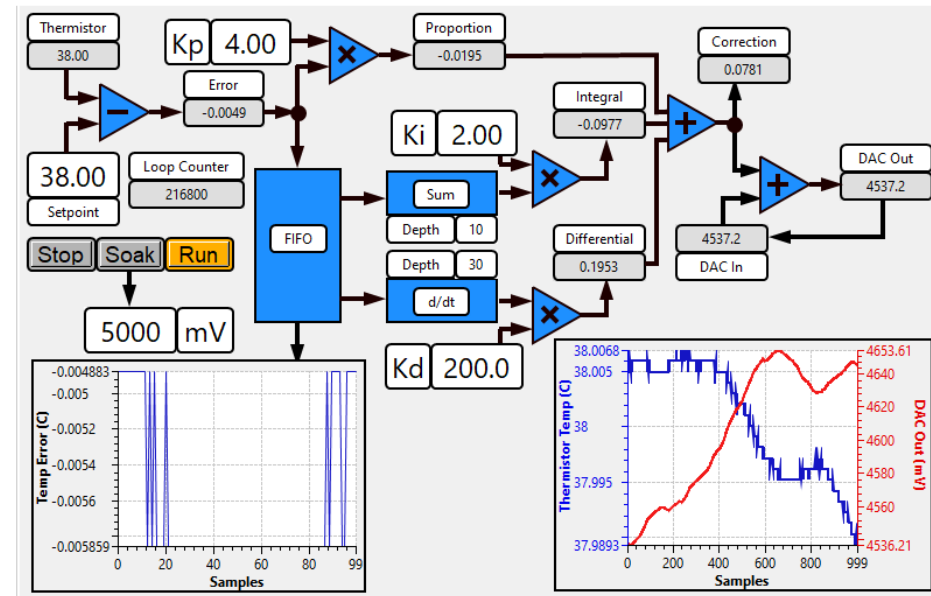 Thermistor
38.00
Kp 4.00
Proportion
-0.0195
Correction
0.0781
Error
-0.0049
Integral
-0.0977
Ki 2.00
38.00
Setpoint
Loop Counter
216800
Sum
Depth 10
FIFO
DAC Out
4537.2
4537.2
DAC In
Differential
0.1953
Depth 30
d/dt
Stop Soak Run
5000 mV
Kd 200.0
-0.004883
-0.005
-0.0052
-0.0054
-0.0056
-0.005859
Temp Error (C)
0 20 40 60 80 99
Samples
38.0068
38.005
38
37.995
37.9893
Thermistor Temp (C)
4653.61
4640
4620
4600
4580
4560
4536.21
DAC Out (mV)
0 200 400 600 800 999
Samples